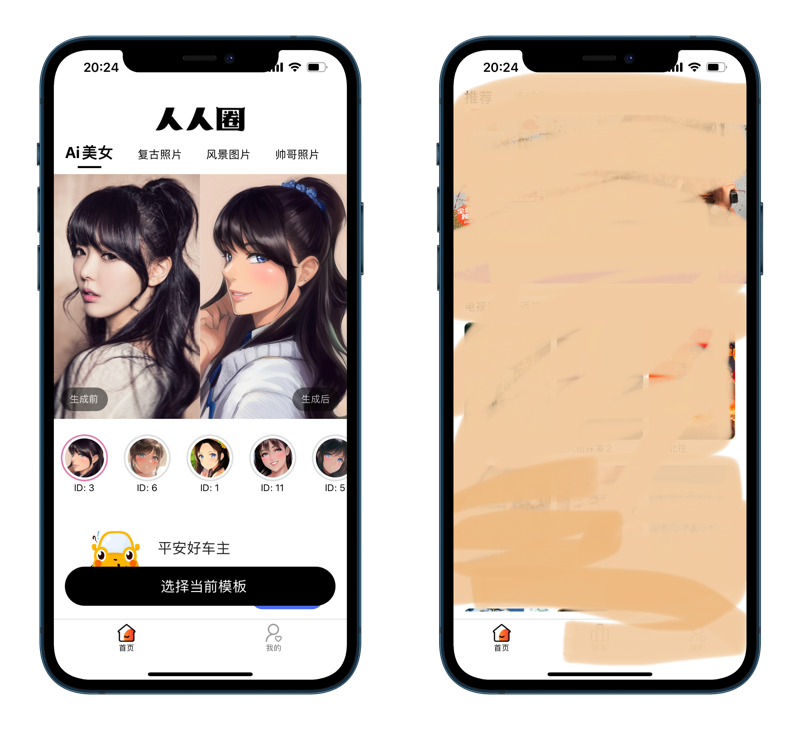 20:24
人人圈
Ai美女 复古照片 风景图片 帅哥照片
生成前 生成后
ID: 3 ID: 6 ID: 1 ID: 11 ID: 5
平安好车主
选择当前模板
首页 我的
20:24
推荐
电视
首页